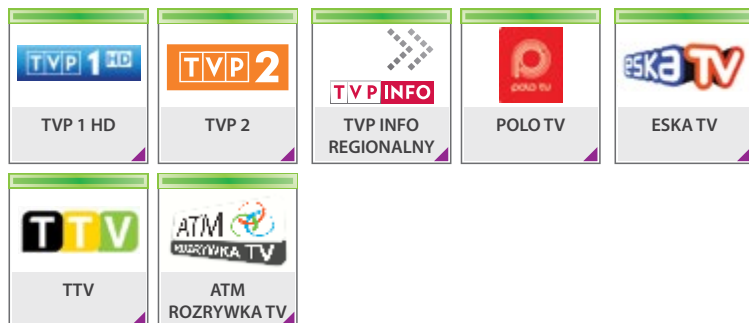 TVP 1 HD
TVP 2
TVP INFO
POLO TV
ESKA TV
TVP 1 HD
TVP 2
TVP INFO
REGIONALNY
POLO TV
ESKA TV
TTV
ATM
ROZRYWKA TV
TTV
ATM
ROZRYWKA TV